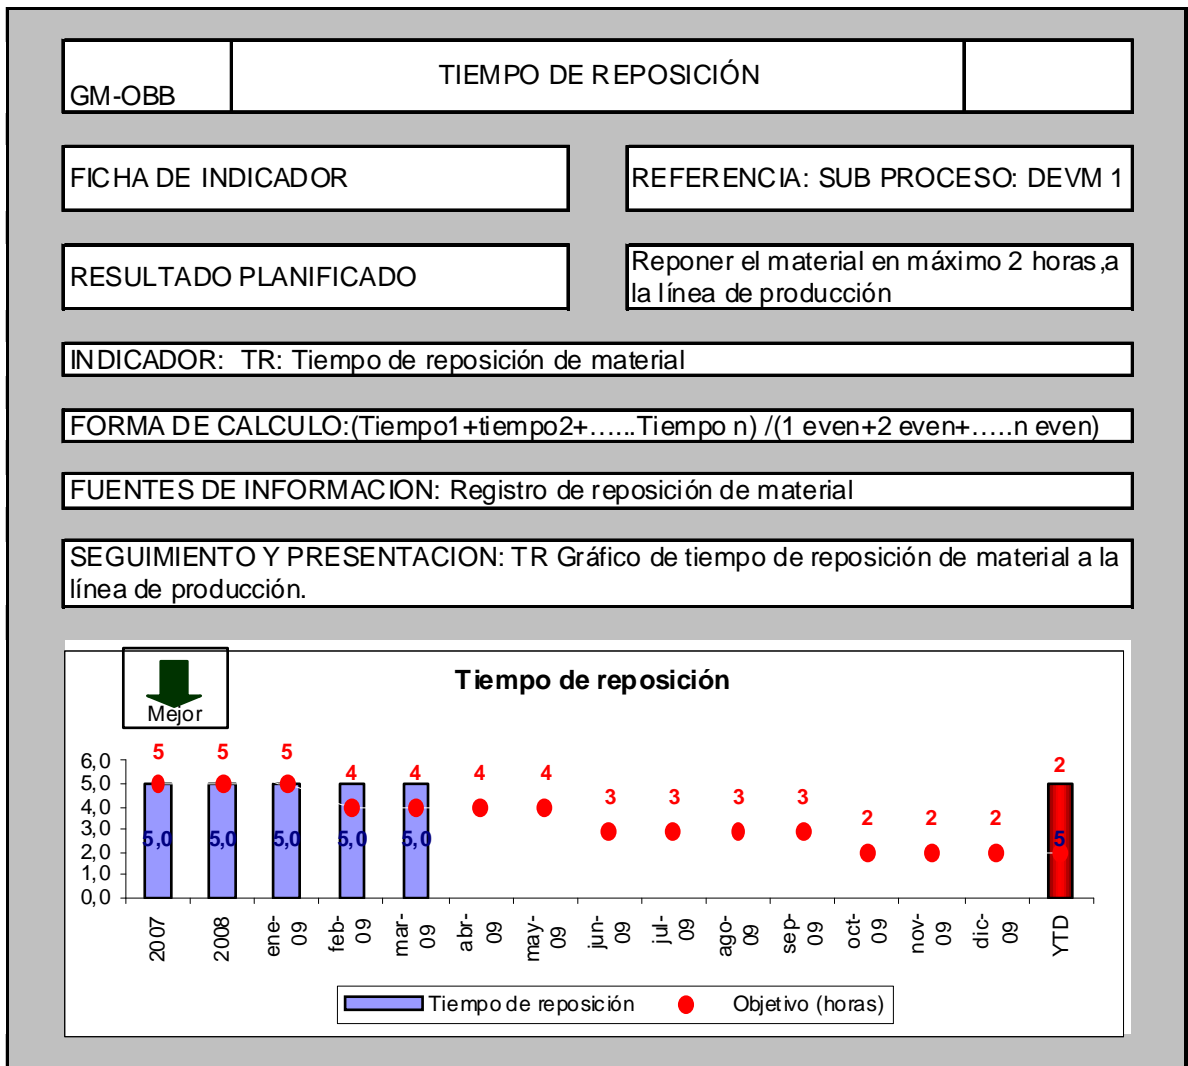 GM-OBB
TIEMPO DE REPOSICIÓN
FICHA DE INDICADOR
REFERENCIA: SUB PROCESO: DEVM 1
RESULTADO PLANIFICADO
Reponer el material en máximo 2 horas,a
la línea de producción
INDICADOR: TR: Tiempo de reposición de material
FORMA DE CALCULO:(Tiempo1+tiempo2+......Tiempo n) /(1 even+2 even+.....n even)
FUENTES DE INFORMACION: Registro de reposición de material
SEGUIMIENTO Y PRESENTACION: TR Gráfico de tiempo de reposición de material a la
línea de producción.
Mejor
Tiempo de reposición
6,0
5,0
4,0
3,0
2,0
1,0
0,0
5 5 5 4 4 4 4 3 3 3 3 2 2 2 2
5,0 5,0 5,0 5,0 5,0 5
2007
2008
ene-
09
feb-
09
mar-
09
abr-
09
may-
09
jun-
09
jul-
09
ago-
09
sep-
09
oct-
09
nov-
09
dic-
09
YTD
Tiempo de reposición
Objetivo (horas)